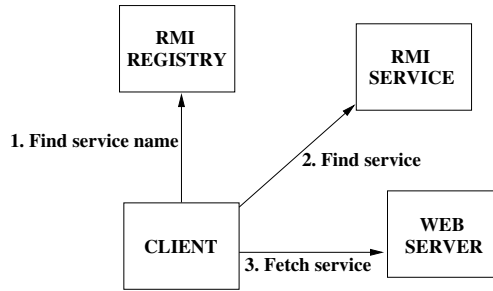 RMI
REGISTRY
RMI
SERVICE
1. Find service name
2. Find service
CLIENT
WEB
SERVER
3. Fetch service